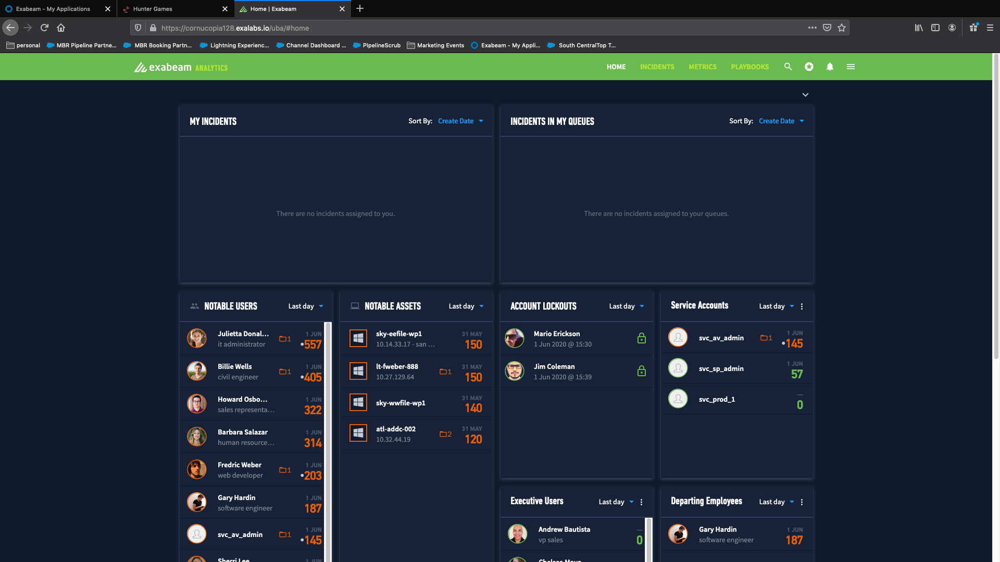 Exabeam - My Applications
Hunter Games
Home | Exabeam
https://cornucopia128.exalabs.io/uba/#home
personal
MBR Pipeline Partne...
MBR Booking Partn...
Lightning Experienc...
Channel Dashboard ...
PIpelineScrub
Marketing Events
Exabeam - My Appli...
South CentralTop T...
exabeam ANALYTICS
HOME
INCIDENTS
METRICS
PLAYBOOKS
MY INCIDENTS
Sort By: Create Date
There are no incidents assigned to you.
INCIDENTS IN MY QUEUES
Sort By: Create Date
There are no incidents assigned to your queues.
NOTABLE USERS
Last day
Julietta Donal...
it administrator
1
1 JUN
557
Billie Wells
civil engineer
1
1 JUN
405
Howard Osbo...
sales representa...
1 JUN
322
Barbara Salazar
human resource...
1 JUN
314
Fredric Weber
web developer
1
1 JUN
203
Gary Hardin
software engineer
1 JUN
187
svc_av_admin
1
1 JUN
145
Sherri Lee
1 JUN
NOTABLE ASSETS
Last day
sky-eefile-wp1
10.14.33.17 - san ...
31 MAY
150
lt-fweber-888
10.27.129.64
1
31 MAY
150
sky-wwfile-wp1
31 MAY
140
atl-addc-002
10.32.44.19
2
31 MAY
120
ACCOUNT LOCKOUTS
Last day
Mario Erickson
1 Jun 2020 @ 15:30
Jim Coleman
1 Jun 2020 @ 15:39
Service Accounts
Last day
svc_av_admin
1
1 JUN
145
svc_sp_admin
1 JUN
57
svc_prod_1
—
0
Executive Users
Last day
Andrew Bautista
vp sales
—
0
Chelsea Mayo
Departing Employees
Last day
Gary Hardin
software engineer
1 JUN
187